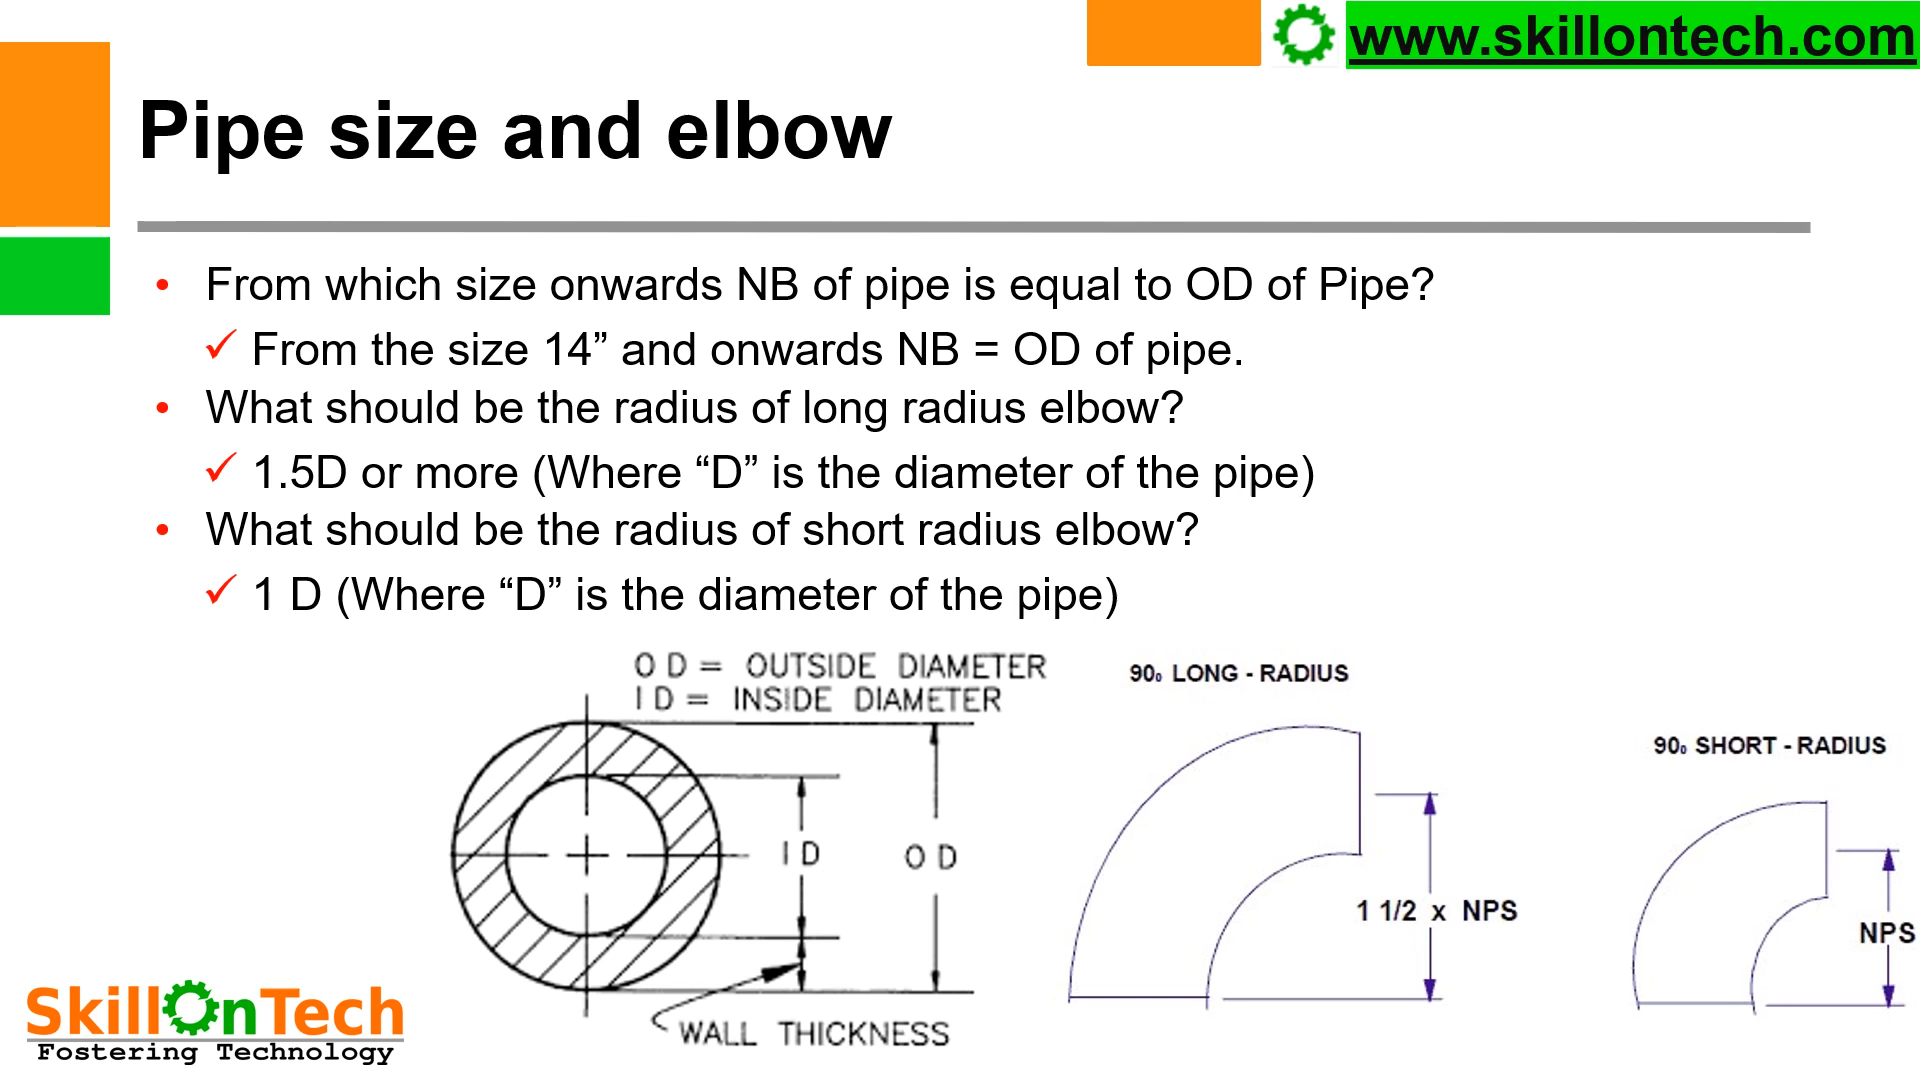 www.skillontech.com
Pipe size and elbow
• From which size onwards NB of pipe is equal to OD of Pipe?
✓ From the size 14” and onwards NB = OD of pipe.
• What should be the radius of long radius elbow?
✓ 1.5D or more (Where “D” is the diameter of the pipe)
• What should be the radius of short radius elbow?
✓ 1 D (Where “D” is the diameter of the pipe)
O D = OUTSIDE DIAMETER
I D = INSIDE DIAMETER
I D
O D
WALL THICKNESS
90₀ LONG - RADIUS
1 1/2 x NPS
90₀ SHORT - RADIUS
NPS
SkillOnTech
Fostering Technology